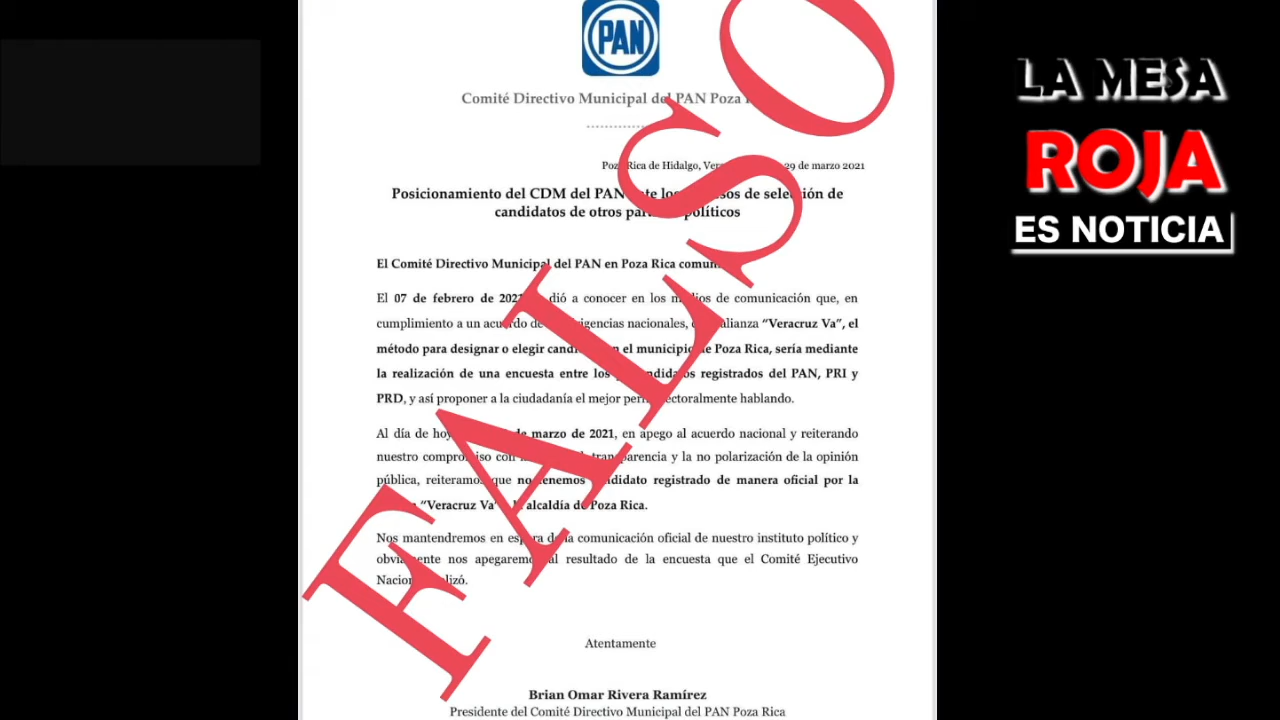 PAN
Comité Directivo Municipal del PAN Poza
Poza Rica de Hidalgo, 29 de marzo 2021
Posicionamiento del CDM del PAN ante los de selección de
candidatos de otros políticos
El Comité Directivo Municipal del PAN en Poza Rica
El 07 de febrero de 2021 dió a conocer en los medios de comunicación que, en
cumplimiento a un acuerdo de nacionales, alianza “Veracruz Va”, el
método para designar o elegir en el municipio de Poza Rica, sería mediante
la realización de una encuesta entre los registrados del PAN, PRI y
PRD, y así proponer a la ciudadanía el mejor hablando.
Al día de hoy de marzo de 2021, en apego al acuerdo nacional y reiterando
nuestro compromiso con transparencia y la no polarización de la opinión
pública, reiteramos que no tenemos candidato registrado de manera oficial por la
“Veracruz Va” alcaldía de Poza Rica.
Nos mantendremos en espera de la comunicación oficial de nuestro instituto político y
obviamente nos apegaremos al resultado de la encuesta que el Comité Ejecutivo
Atentamente
Brian Omar Rivera Ramírez
Presidente del Comité Directivo Municipal del PAN Poza Rica
FALSO
LA MESA
ROJA
ES NOTICIA